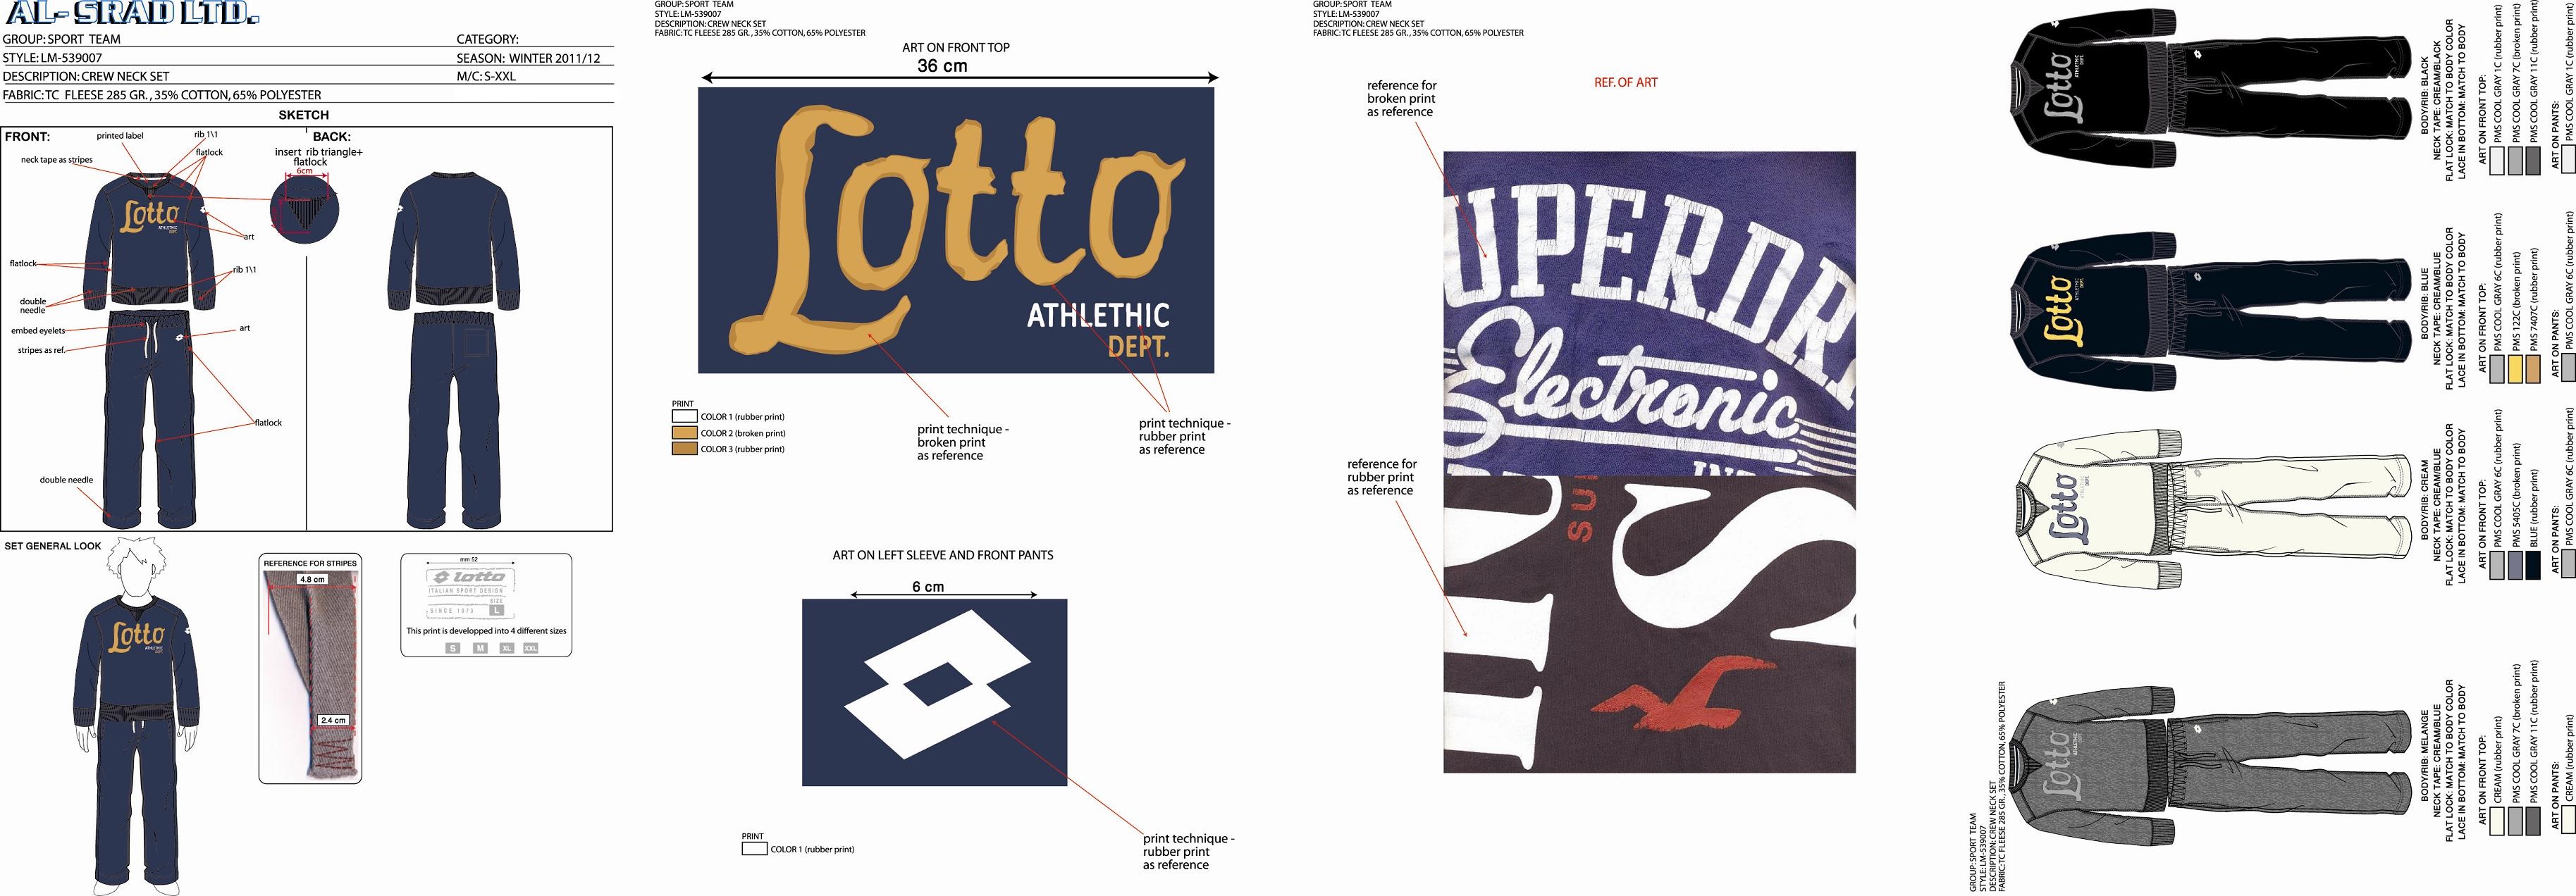 AL-SRAD LTD.
GROUP: SPORT TEAM
CATEGORY:
STYLE: LM-539007
SEASON: WINTER 2011/12
DESCRIPTION: CREW NECK SET
M/C: S-XXL
FABRIC: TC FLEESE 285 GR., 35% COTTON, 65% POLYESTER
SKETCH
FRONT:
printed label
rib 1\1
neck tape as stripes
flatlock
Lotto
ATHLETHIC
DEPT.
art
flatlock
rib 1\1
double
needle
embed eyelets
art
stripes as ref.
flatlock
double needle
BACK:
insert rib triangle+
flatlock
6cm
SET GENERAL LOOK
Lotto
ATHLETHIC
DEPT.
REFERENCE FOR STRIPES
4.8 cm
2.4 cm
mm 52
lotto
ITALIAN SPORT DESIGN
SIZE
SINCE 1973
L
This print is developped into 4 different sizes
S M XL XXL
GROUP: SPORT TEAM
STYLE: LM-539007
DESCRIPTION: CREW NECK SET
FABRIC: TC FLEESE 285 GR., 35% COTTON, 65% POLYESTER
ART ON FRONT TOP
36 cm
Lotto
ATHLETHIC
DEPT.
PRINT
COLOR 1 (rubber print)
COLOR 2 (broken print)
COLOR 3 (rubber print)
print technique -
broken print
as reference
print technique -
rubber print
as reference
ART ON LEFT SLEEVE AND FRONT PANTS
6 cm
PRINT
COLOR 1 (rubber print)
print technique -
rubber print
as reference
GROUP: SPORT TEAM
STYLE: LM-539007
DESCRIPTION: CREW NECK SET
FABRIC: TC FLEESE 285 GR., 35% COTTON, 65% POLYESTER
REF. OF ART
reference for
broken print
as reference
UPERDR
Electronic
reference for
rubber print
as reference
SU
S
Lotto
ATHLETHIC
DEPT.
BODY/RIB: BLACK
NECK TAPE: CREAM/BLACK
FLAT LOCK: MATCH TO BODY COLOR
LACE IN BOTTOM: MATCH TO BODY
ART ON FRONT TOP:
PMS COOL GRAY 1C (rubber print)
PMS COOL GRAY 7C (broken print)
PMS COOL GRAY 11C (rubber print)
ART ON PANTS:
PMS COOL GRAY 1C (rubber print)
Lotto
ATHLETHIC
DEPT.
BODY/RIB: BLUE
NECK TAPE: CREAM/BLUE
FLAT LOCK: MATCH TO BODY COLOR
LACE IN BOTTOM: MATCH TO BODY
ART ON FRONT TOP:
PMS COOL GRAY 6C (rubber print)
PMS 122C (broken print)
PMS 7407C (rubber print)
ART ON PANTS:
PMS COOL GRAY 6C (rubber print)
Lotto
ATHLETHIC
DEPT.
BODY/RIB: CREAM
NECK TAPE: CREAM/BLUE
FLAT LOCK: MATCH TO BODY COLOR
LACE IN BOTTOM: MATCH TO BODY
ART ON FRONT TOP:
PMS COOL GRAY 6C (rubber print)
PMS 5405C (broken print)
BLUE (rubber print)
ART ON PANTS:
PMS COOL GRAY 6C (rubber print)
GROUP: SPORT TEAM
STYLE: LM-539007
DESCRIPTION: CREW NECK SET
FABRIC: TC FLEESE 285 GR., 35% COTTON, 65% POLYESTER
Lotto
ATHLETHIC
DEPT.
BODY/RIB: MELANGE
NECK TAPE: CREAM/BLUE
FLAT LOCK: MATCH TO BODY COLOR
LACE IN BOTTOM: MATCH TO BODY
ART ON FRONT TOP:
CREAM (rubber print)
PMS COOL GRAY 7C (broken print)
PMS COOL GRAY 11C (rubber print)
ART ON PANTS:
CREAM (rubber print)